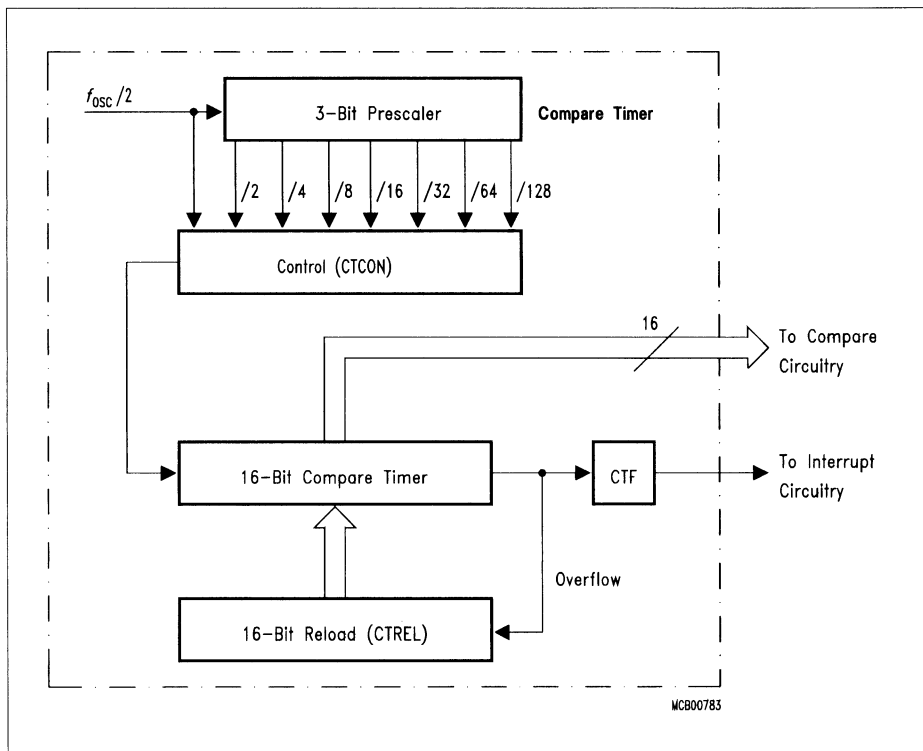 fOSC/2
3-Bit Prescaler
Compare Timer
/2
/4
/8
/16
/32
/64
/128
Control (CTCON)
16
To Compare
Circuitry
16-Bit Compare Timer
CTF
To Interrupt
Circuitry
Overflow
16-Bit Reload (CTREL)
MCB00783